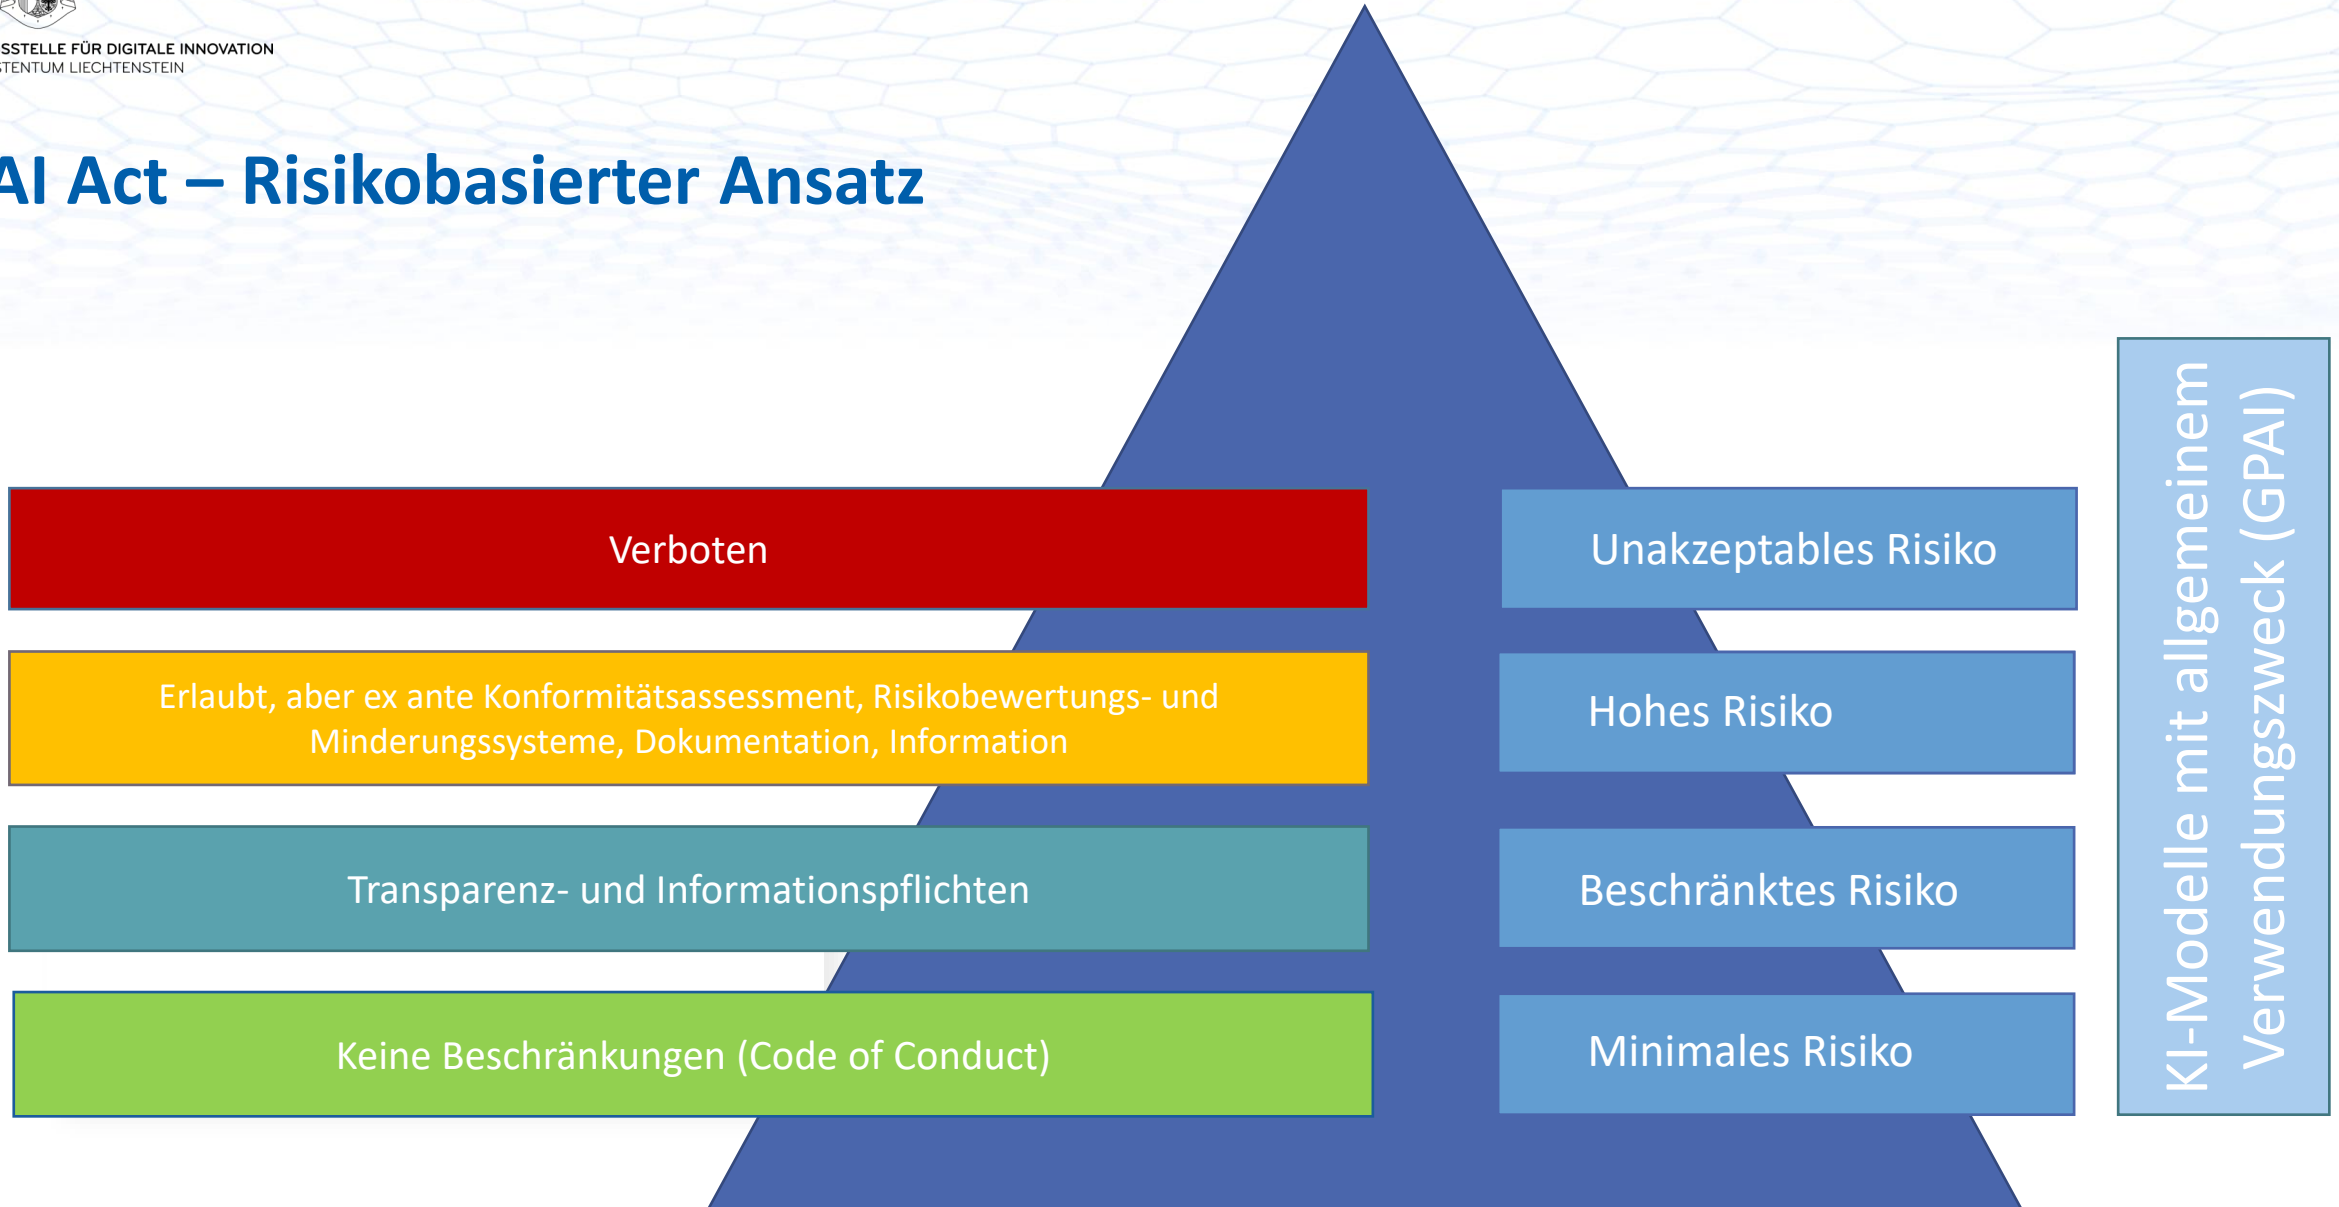 SSTELLE FÜR DIGITALE INNOVATION
STENTUM LIECHTENSTEIN
AI Act – Risikobasierter Ansatz
Verboten
Unakzeptables Risiko
Erlaubt, aber ex ante Konformitätsassessment, Risikobewertungs- und
Minderungssysteme, Dokumentation, Information
Hohes Risiko
Transparenz- und Informationspflichten
Beschränktes Risiko
Keine Beschränkungen (Code of Conduct)
Minimales Risiko
KI-Modelle mit allgemeinem
Verwendungszweck (GPAI)